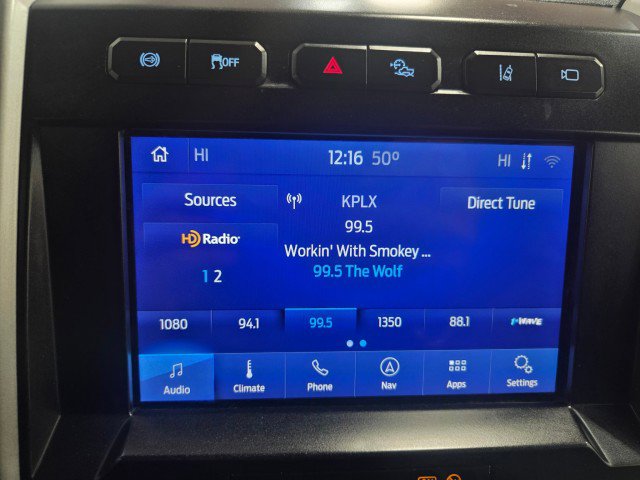 OFF
HI 12:16 50° HI
Sources KPLX Direct Tune
99.5
HD Radio Workin' With Smokey ...
1 2 99.5 The Wolf
1080 94.1 99.5 1350 88.1 1stWAVE
Audio Climate Phone Nav Apps Settings